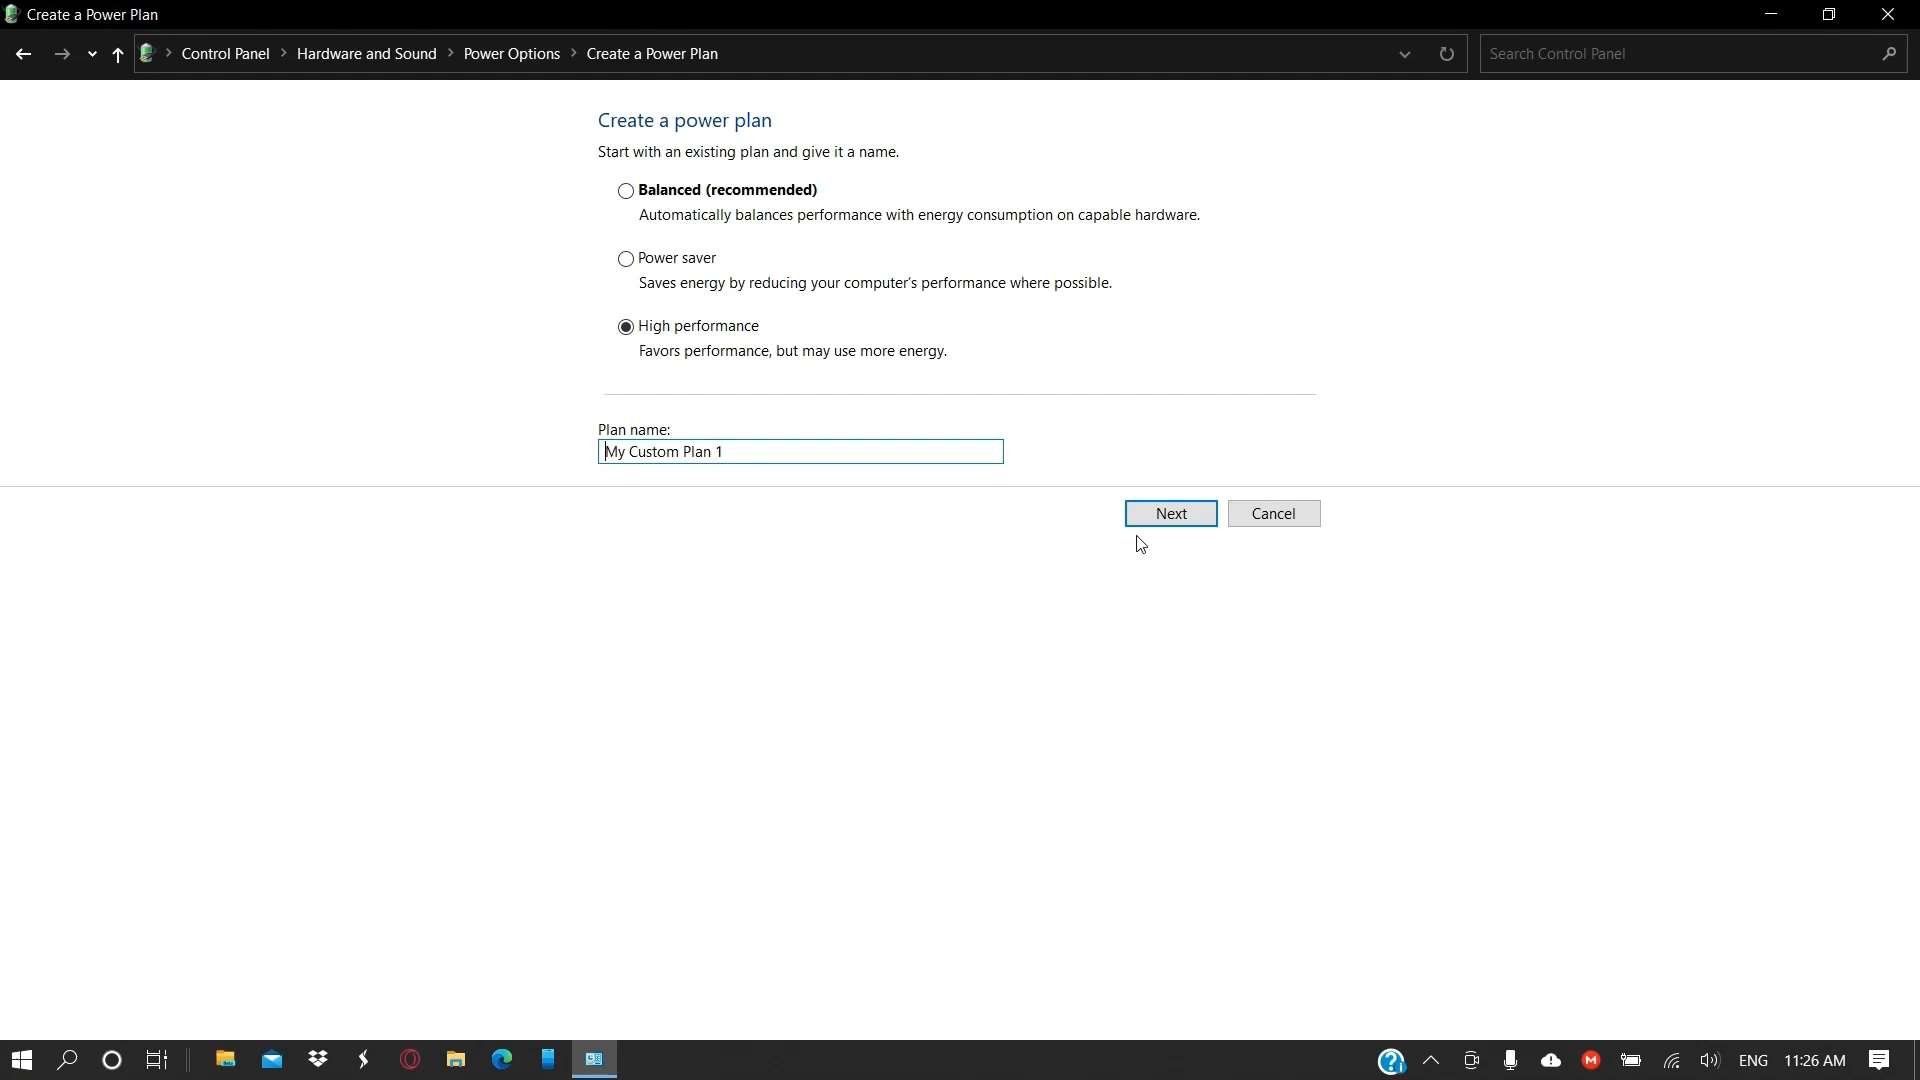 Create a Power Plan
Control Panel > Hardware and Sound > Power Options > Create a Power Plan
Search Control Panel
Create a power plan
Start with an existing plan and give it a name.
Balanced (recommended)
Automatically balances performance with energy consumption on capable hardware.
Power saver
Saves energy by reducing your computer's performance where possible.
High performance
Favors performance, but may use more energy.
Plan name:
My Custom Plan 1
Next Cancel
ENG 11:26 AM